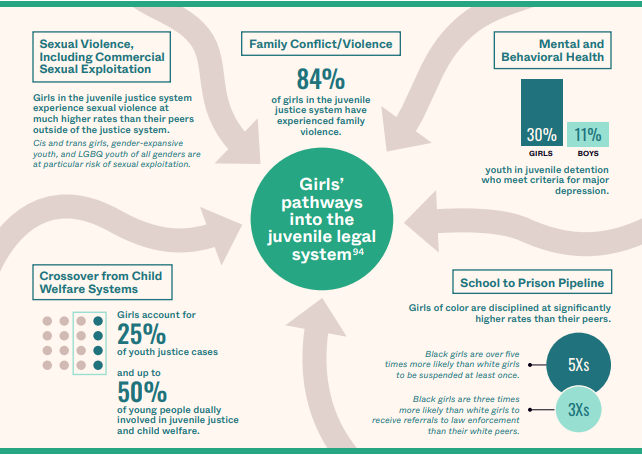 Sexual Violence,
Including Commercial
Sexual Exploitation
Girls in the juvenile justice system
experience sexual violence at
much higher rates than their peers
outside of the justice system.
Cis and trans girls, gender-expansive
youth, and LGBQ youth of all genders are
at particular risk of sexual exploitation.
Family Conflict/Violence
84%
of girls in the juvenile
justice system have
experienced family
violence.
Mental and
Behavioral Health
30%
11%
GIRLS
BOYS
youth in juvenile detention
who meet criteria for major
depression.
Girls'
pathways
into the
juvenile legal
system94
Crossover from Child
Welfare Systems
Girls account for
25%
of youth justice cases
and up to
50%
of young people dually
involved in juvenile justice
and child welfare.
School to Prison Pipeline
Girls of color are disciplined at significantly
higher rates than their peers.
Black girls are over five
times more likely than white girls
to be suspended at least once.
5Xs
Black girls are three times
more likely than white girls to
receive referrals to law enforcement
than their white peers.
3Xs